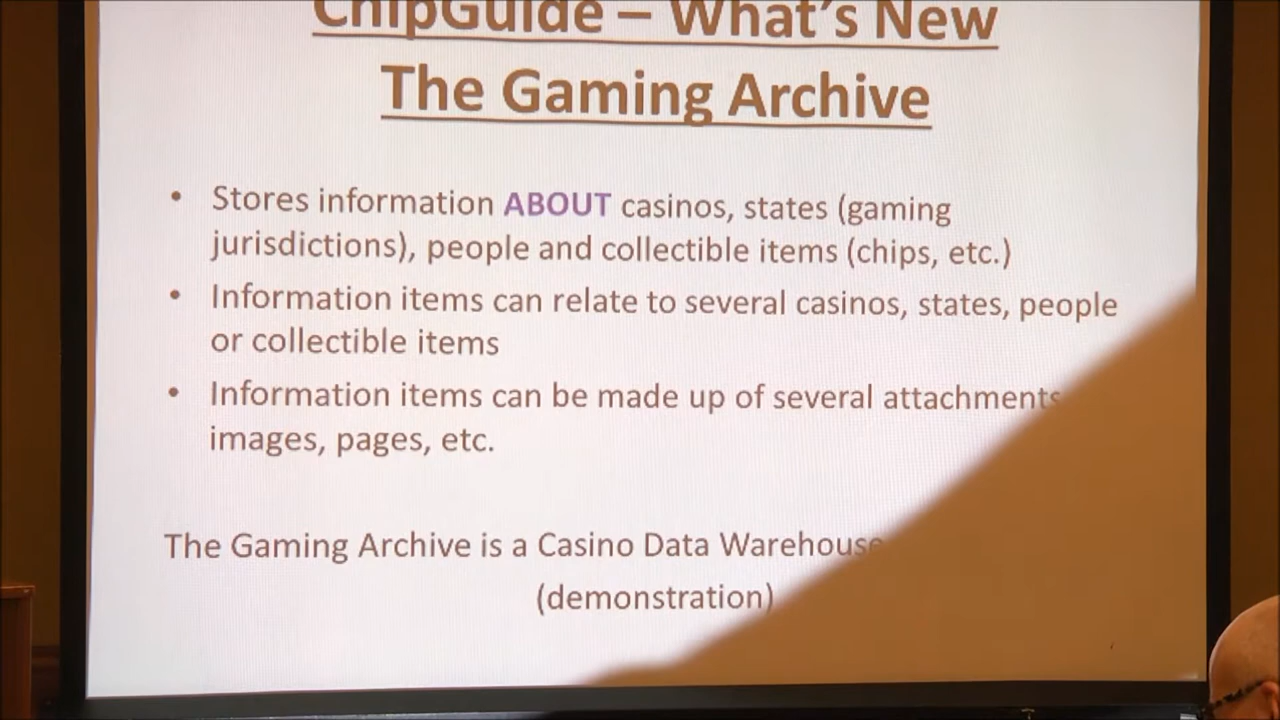 ChipGuide – What's New
The Gaming Archive
• Stores information ABOUT casinos, states (gaming
jurisdictions), people and collectible items (chips, etc.)
• Information items can relate to several casinos, states, people
or collectible items
• Information items can be made up of several attachments
images, pages, etc.
The Gaming Archive is a Casino Data Warehouse
(demonstration)